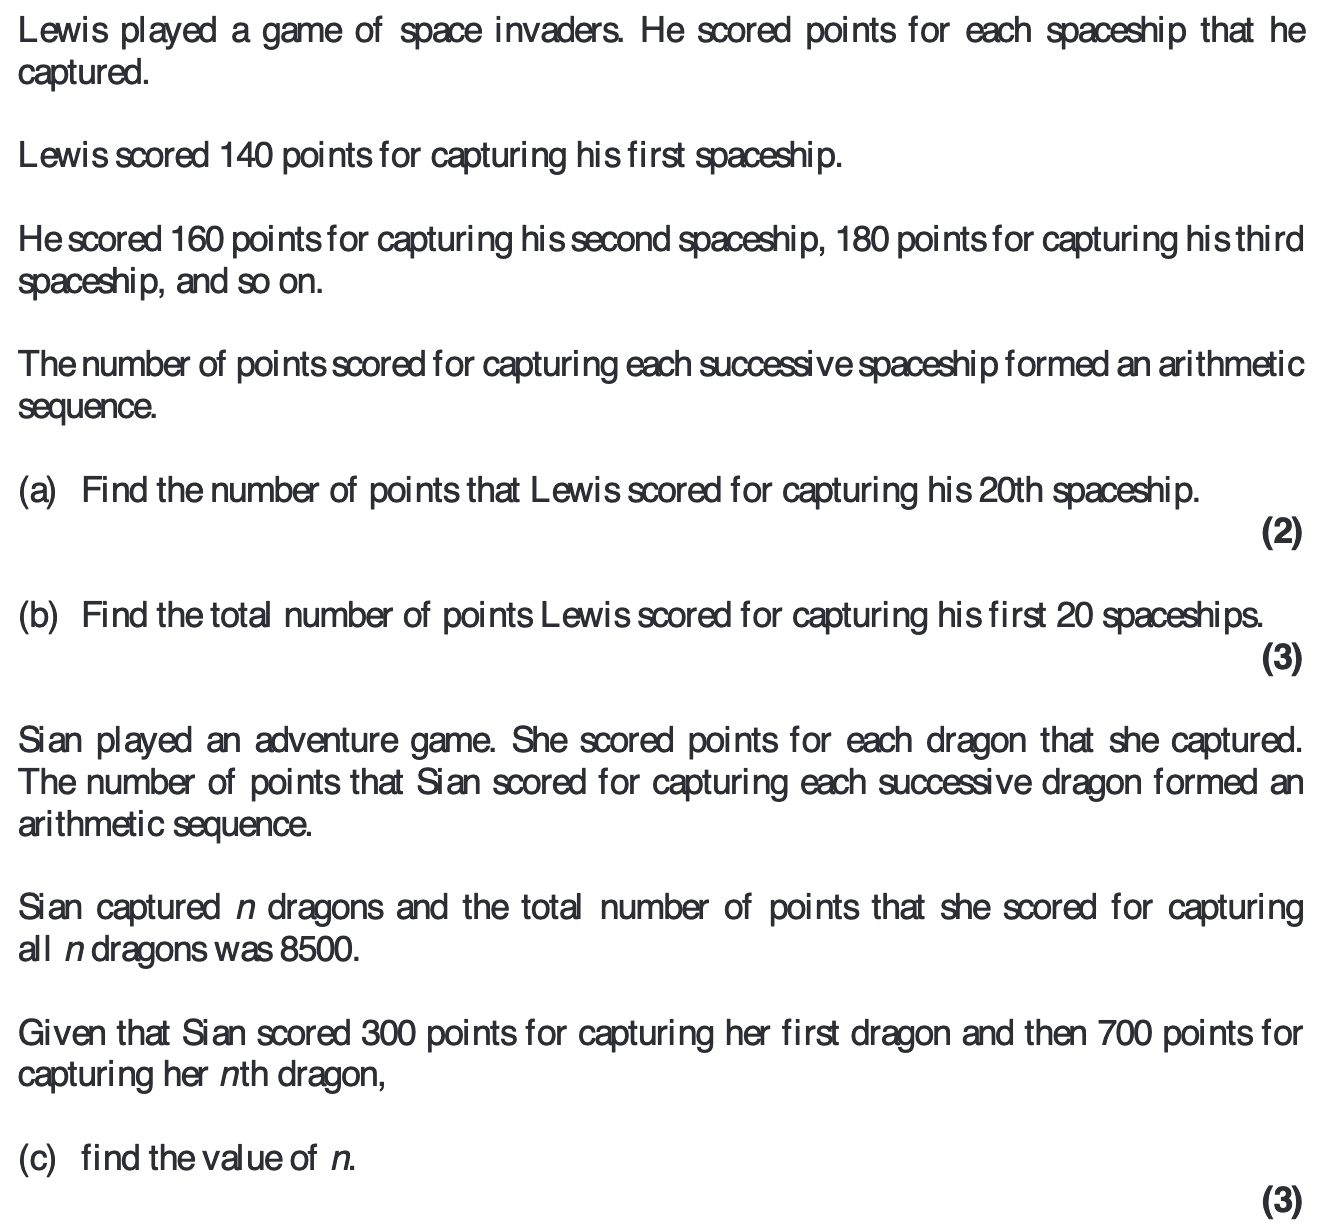 Lewis played a game of space invaders. He scored points for each spaceship that he
captured.
Lewis scored 140 points for capturing his first spaceship.
He scored 160 points for capturing his second spaceship, 180 points for capturing his third
spaceship, and so on.
The number of points scored for capturing each successive spaceship formed an arithmetic
sequence.
(a) Find the number of points that Lewis scored for capturing his 20th spaceship.
(2)
(b) Find the total number of points Lewis scored for capturing his first 20 spaceships.
(3)
Sian played an adventure game. She scored points for each dragon that she captured.
The number of points that Sian scored for capturing each successive dragon formed an
arithmetic sequence.
Sian captured n dragons and the total number of points that she scored for capturing
all n dragons was 8500.
Given that Sian scored 300 points for capturing her first dragon and then 700 points for
capturing her nth dragon,
(c) find the value of n.
(3)